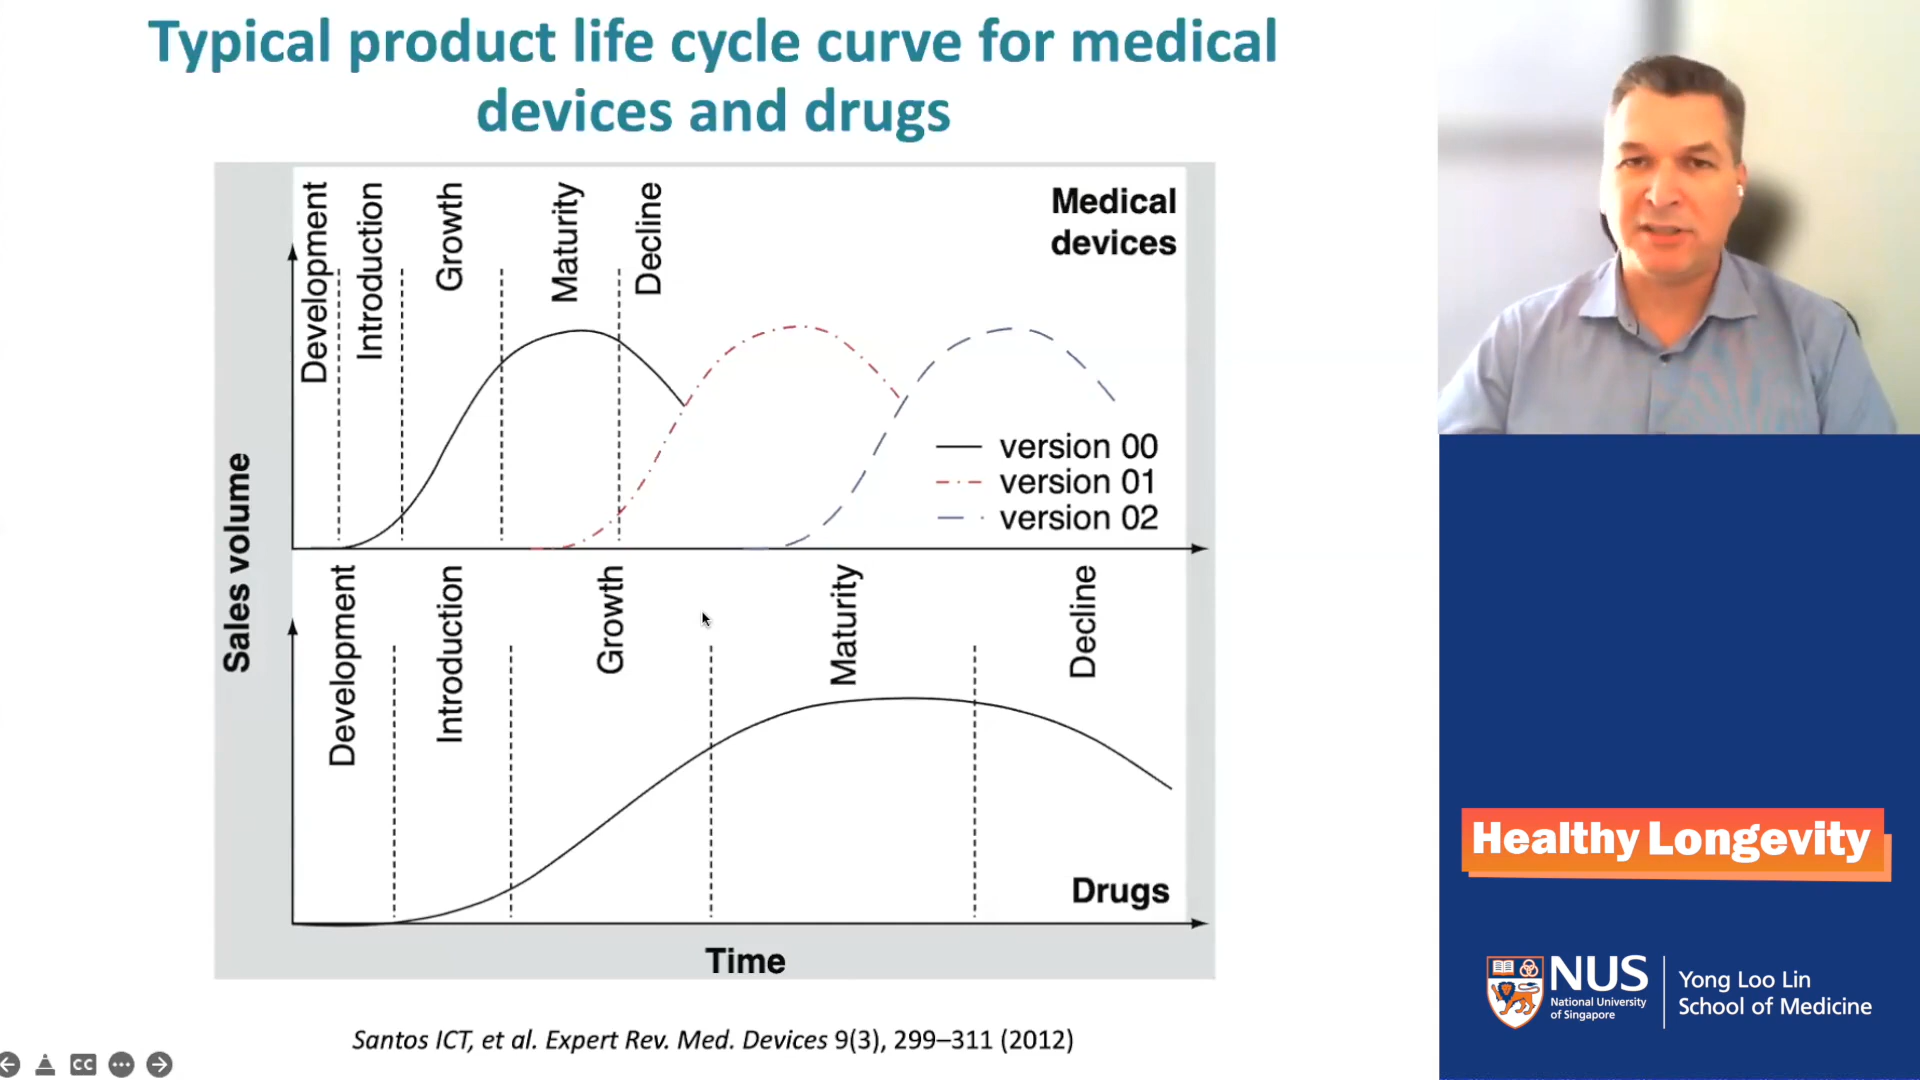 Typical product life cycle curve for medical
devices and drugs
Development
Introduction
Growth
Maturity
Decline
Medical
devices
version 00
version 01
version 02
Sales volume
Development
Introduction
Growth
Maturity
Decline
Drugs
Time
Santos ICT, et al. Expert Rev. Med. Devices 9(3), 299–311 (2012)
CC
Healthy Longevity
NUS
National University
of Singapore
Yong Loo Lin
School of Medicine